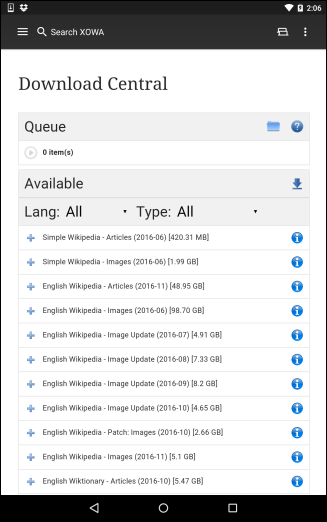 2:06
Search XOWA
Download Central
Queue
0 item(s)
Available
Lang: All Type: All
Simple Wikipedia - Articles (2016-06) [420.31 MB]
Simple Wikipedia - Images (2016-06) [1.99 GB]
English Wikipedia - Articles (2016-11) [48.95 GB]
English Wikipedia - Images (2016-06) [98.70 GB]
English Wikipedia - Image Update (2016-07) [4.91 GB]
English Wikipedia - Image Update (2016-08) [7.33 GB]
English Wikipedia - Image Update (2016-09) [8.2 GB]
English Wikipedia - Image Update (2016-10) [4.65 GB]
English Wikipedia - Patch: Images (2016-10) [2.66 GB]
English Wikipedia - Images (2016-11) [5.1 GB]
English Wiktionary - Articles (2016-10) [5.47 GB]